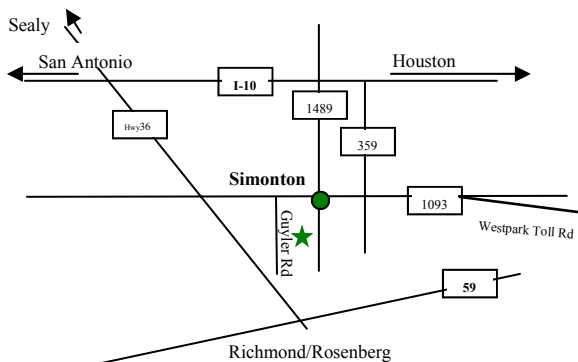 Sealy
San Antonio
Houston
I-10
1489
Hwy36
359
Simonton
1093
Guyler Rd
Westpark Toll Rd
59
Richmond/Rosenberg